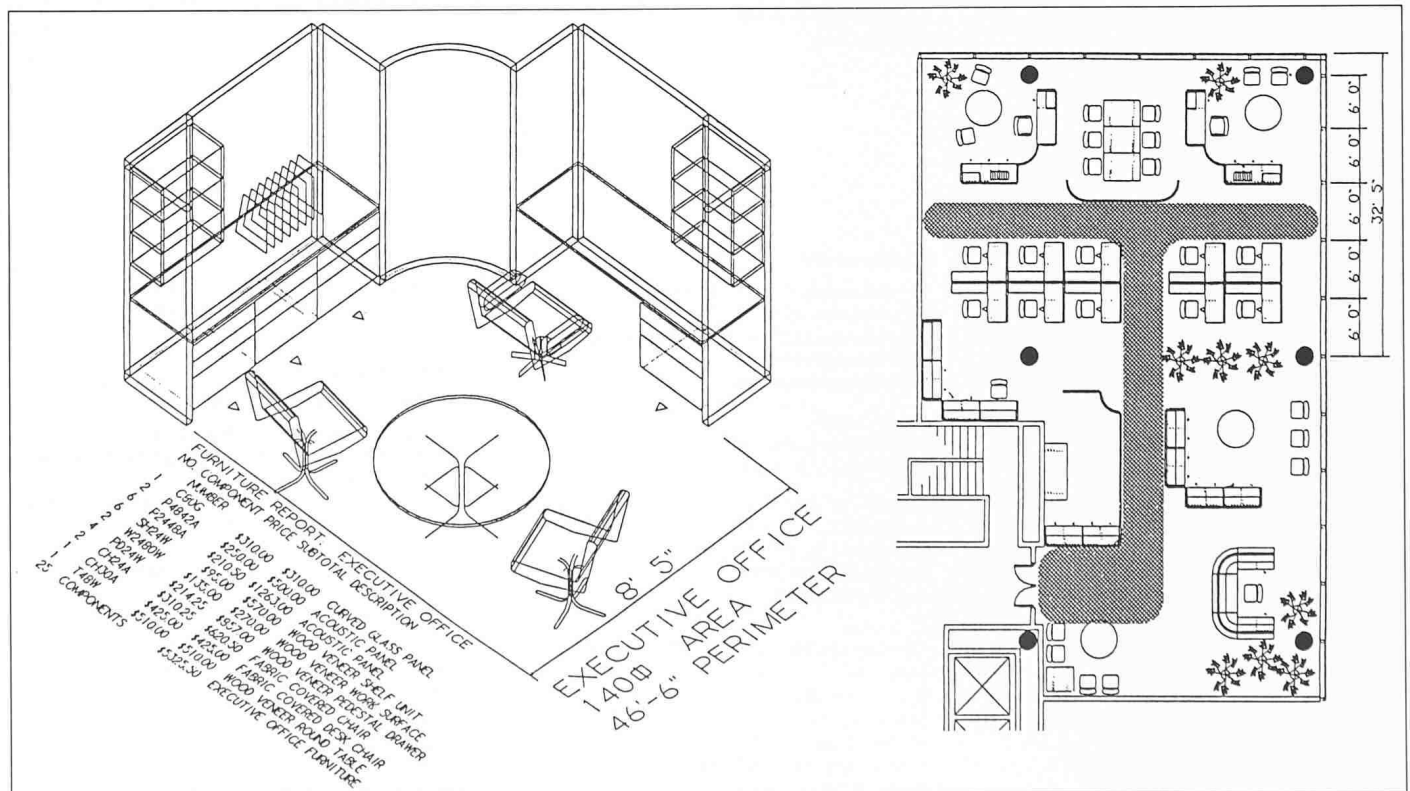 FURNITURE REPORT: EXECUTIVE OFFICE
NO. COMPONENT PRICE SUBTOTAL DESCRIPTION
NUMBER
1 C60G $310.00 $310.00 CURVED GLASS PANEL
2 P4842A $250.00 $500.00 ACOUSTIC PANEL
6 P2448A $210.50 $1263.00 ACOUSTIC PANEL
6 SH24W $95.00 $570.00 WOOD VENEER SHELF UNIT
2 W2480W $135.00 $270.00 WOOD VENEER WORK SURFACE
4 PD24W $214.25 $857.00 WOOD VENEER PEDESTAL DRAWER
2 CH24A $310.25 $620.50 FABRIC COVERED CHAIR
1 CH30A $425.00 $425.00 FABRIC COVERED DESK CHAIR
1 T48W $510.00 $510.00 WOOD VENEER ROUND TABLE
25 COMPONENTS $5325.50 EXECUTIVE OFFICE FURNITURE
8' 5"
EXECUTIVE OFFICE
140 AREA
46'-6" PERIMETER
6' 0"
6' 0"
6' 0"
6' 0"
6' 0"
32' 5"